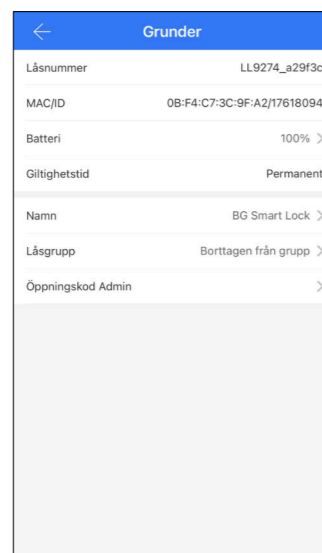 Grunder
Låsnummer LL9274_a29f3c
MAC/ID 0B:F4:C7:3C:9F:A2/17618094
Batteri 100%
Giltighetstid Permanent
Namn BG Smart Lock
Låsgrupp Borttagen från grupp
Öppningskod Admin